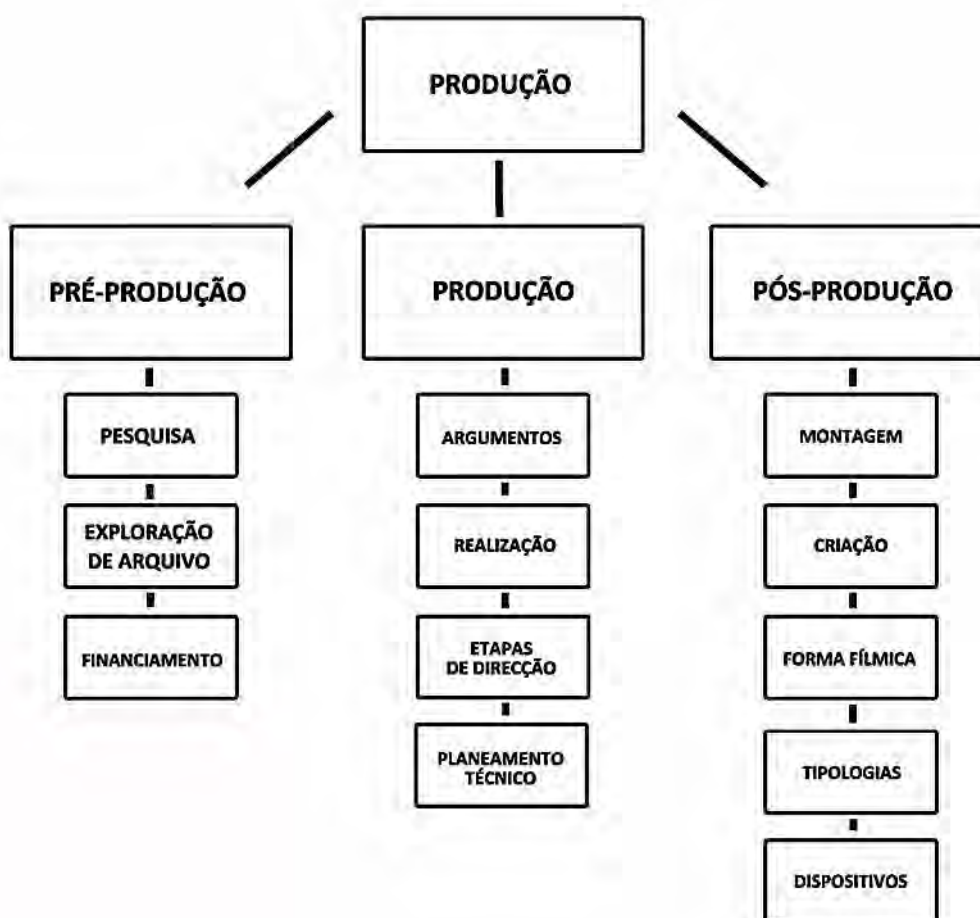 PRODUÇÃO
PRÉ-PRODUÇÃO
PRODUÇÃO
PÓS-PRODUÇÃO
PESQUISA
EXPLORAÇÃO
DE ARQUIVO
FINANCIAMENTO
ARGUMENTOS
REALIZAÇÃO
ETAPAS
DE DIRECÇÃO
PLANEAMENTO
TÉCNICO
MONTAGEM
CRIAÇÃO
FORMA FÍLMICA
TIPOLOGIAS
DISPOSITIVOS